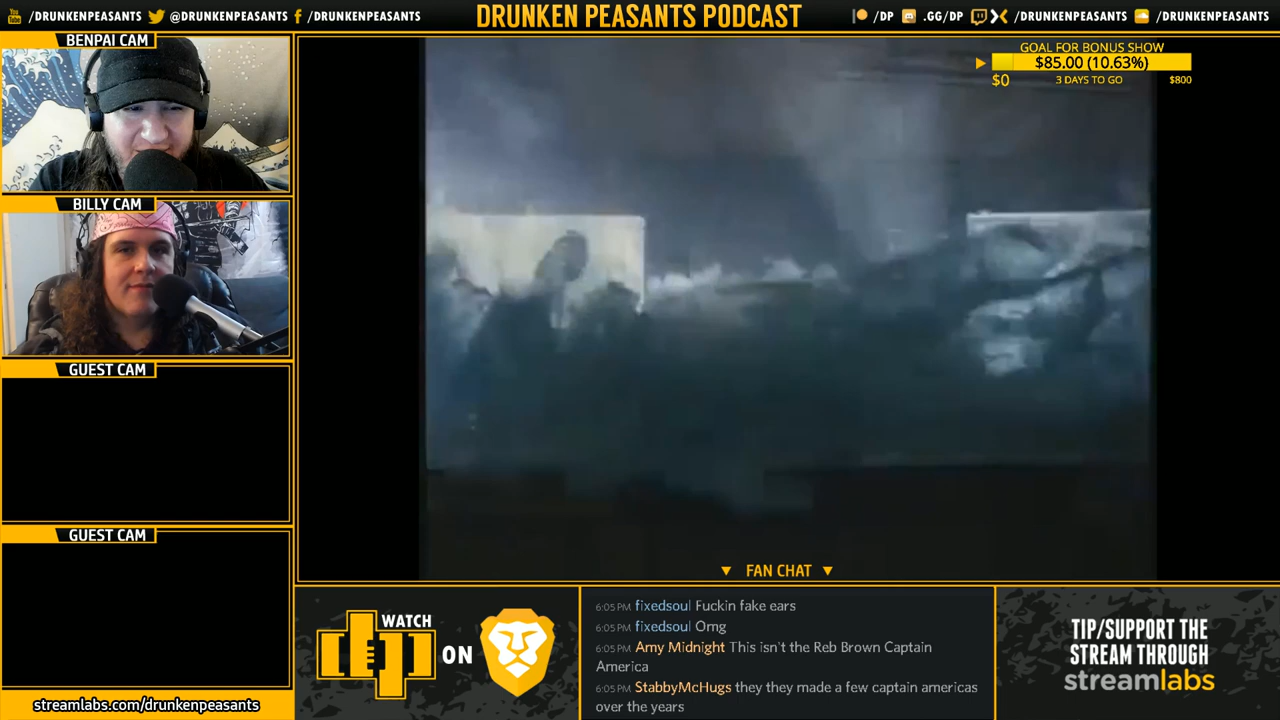 You Tube /DRUNKENPEASANTS @DRUNKENPEASANTS /DRUNKENPEASANTS
DRUNKEN PEASANTS PODCAST
/DP .GG/DP /DRUNKENPEASANTS /DRUNKENPEASANTS
BENPAI CAM
GOAL FOR BONUS SHOW
$85.00 (10.63%)
$0 3 DAYS TO GO $800
BILLY CAM
GUEST CAM
GUEST CAM
FAN CHAT
WATCH
ON
6:05 PM fixedsoul Fuckin fake ears
6:05 PM fixedsoul Omg
6:05 PM Amy Midnight This isn't the Reb Brown Captain
America
6:05 PM StabbyMcHugs they they made a few captain americas
over the years
TIP/SUPPORT THE
STREAM THROUGH
streamlabs
streamlabs.com/drunkenpeasants